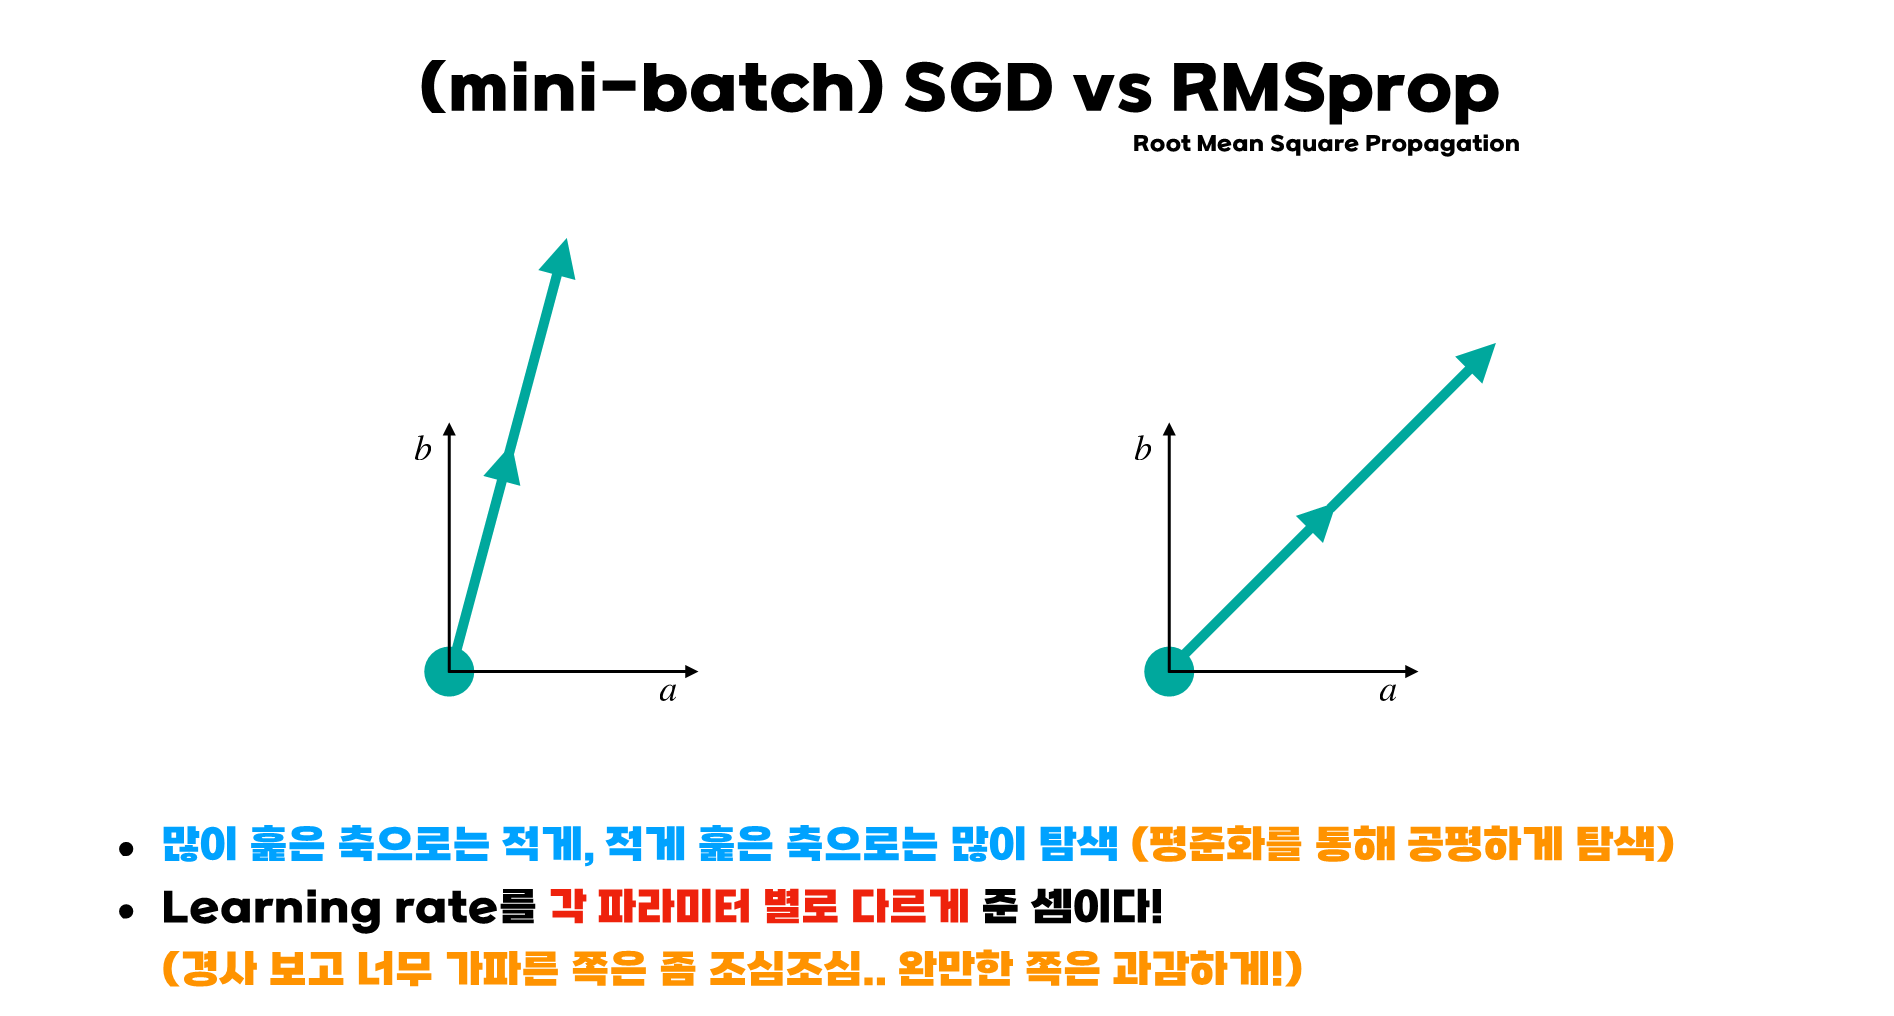 (mini-batch) SGD vs RMSprop
Root Mean Square Propagation
b
a
b
a
• 많이 훑은 축으로는 적게, 적게 훑은 축으로는 많이 탐색 (평준화를 통해 공평하게 탐색)
• Learning rate를 각 파라미터 별로 다르게 준 셈이다!
(경사 보고 너무 가파른 쪽은 좀 조심조심.. 완만한 쪽은 과감하게!)